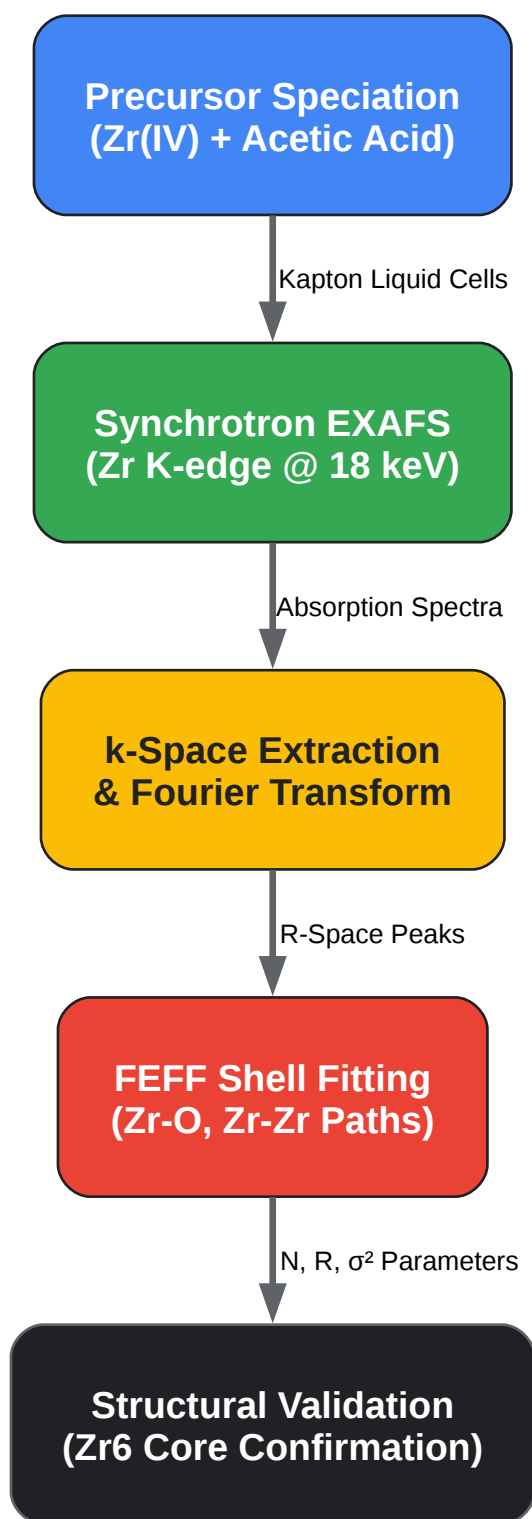 Precursor Speciation
(Zr(IV) + Acetic Acid)
Kapton Liquid Cells
Synchrotron EXAFS
(Zr K-edge @ 18 keV)
Absorption Spectra
k-Space Extraction
& Fourier Transform
R-Space Peaks
FEFF Shell Fitting
(Zr-O, Zr-Zr Paths)
N, R, σ² Parameters
Structural Validation
(Zr6 Core Confirmation)